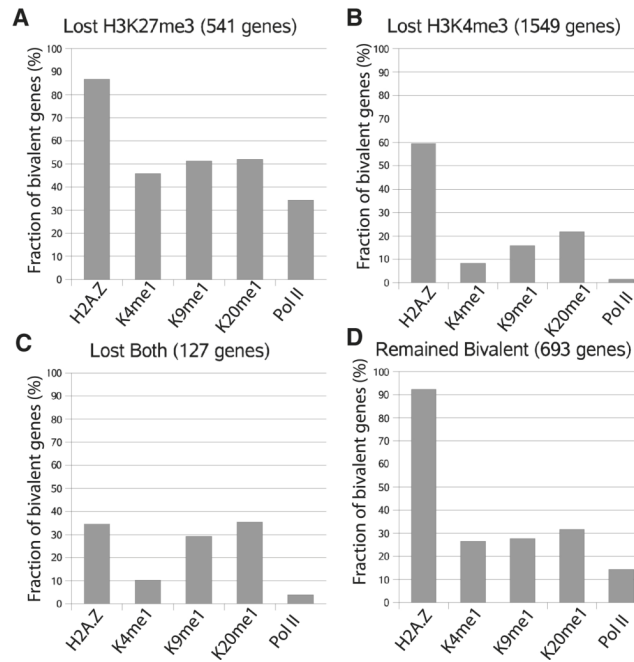 A
Lost H3K27me3 (541 genes)
Fraction of bivalent genes (%)
100
90
80
70
60
50
40
30
20
10
0
H2A.Z
K4me1
K9me1
K20me1
Pol II
B
Lost H3K4me3 (1549 genes)
Fraction of bivalent genes (%)
100
90
80
70
60
50
40
30
20
10
0
H2A.Z
K4me1
K9me1
K20me1
Pol II
C
Lost Both (127 genes)
Fraction of bivalent genes (%)
100
90
80
70
60
50
40
30
20
10
0
H2A.Z
K4me1
K9me1
K20me1
Pol II
D
Remained Bivalent (693 genes)
Fraction of bivalent genes (%)
100
90
80
70
60
50
40
30
20
10
0
H2A.Z
K4me1
K9me1
K20me1
Pol II